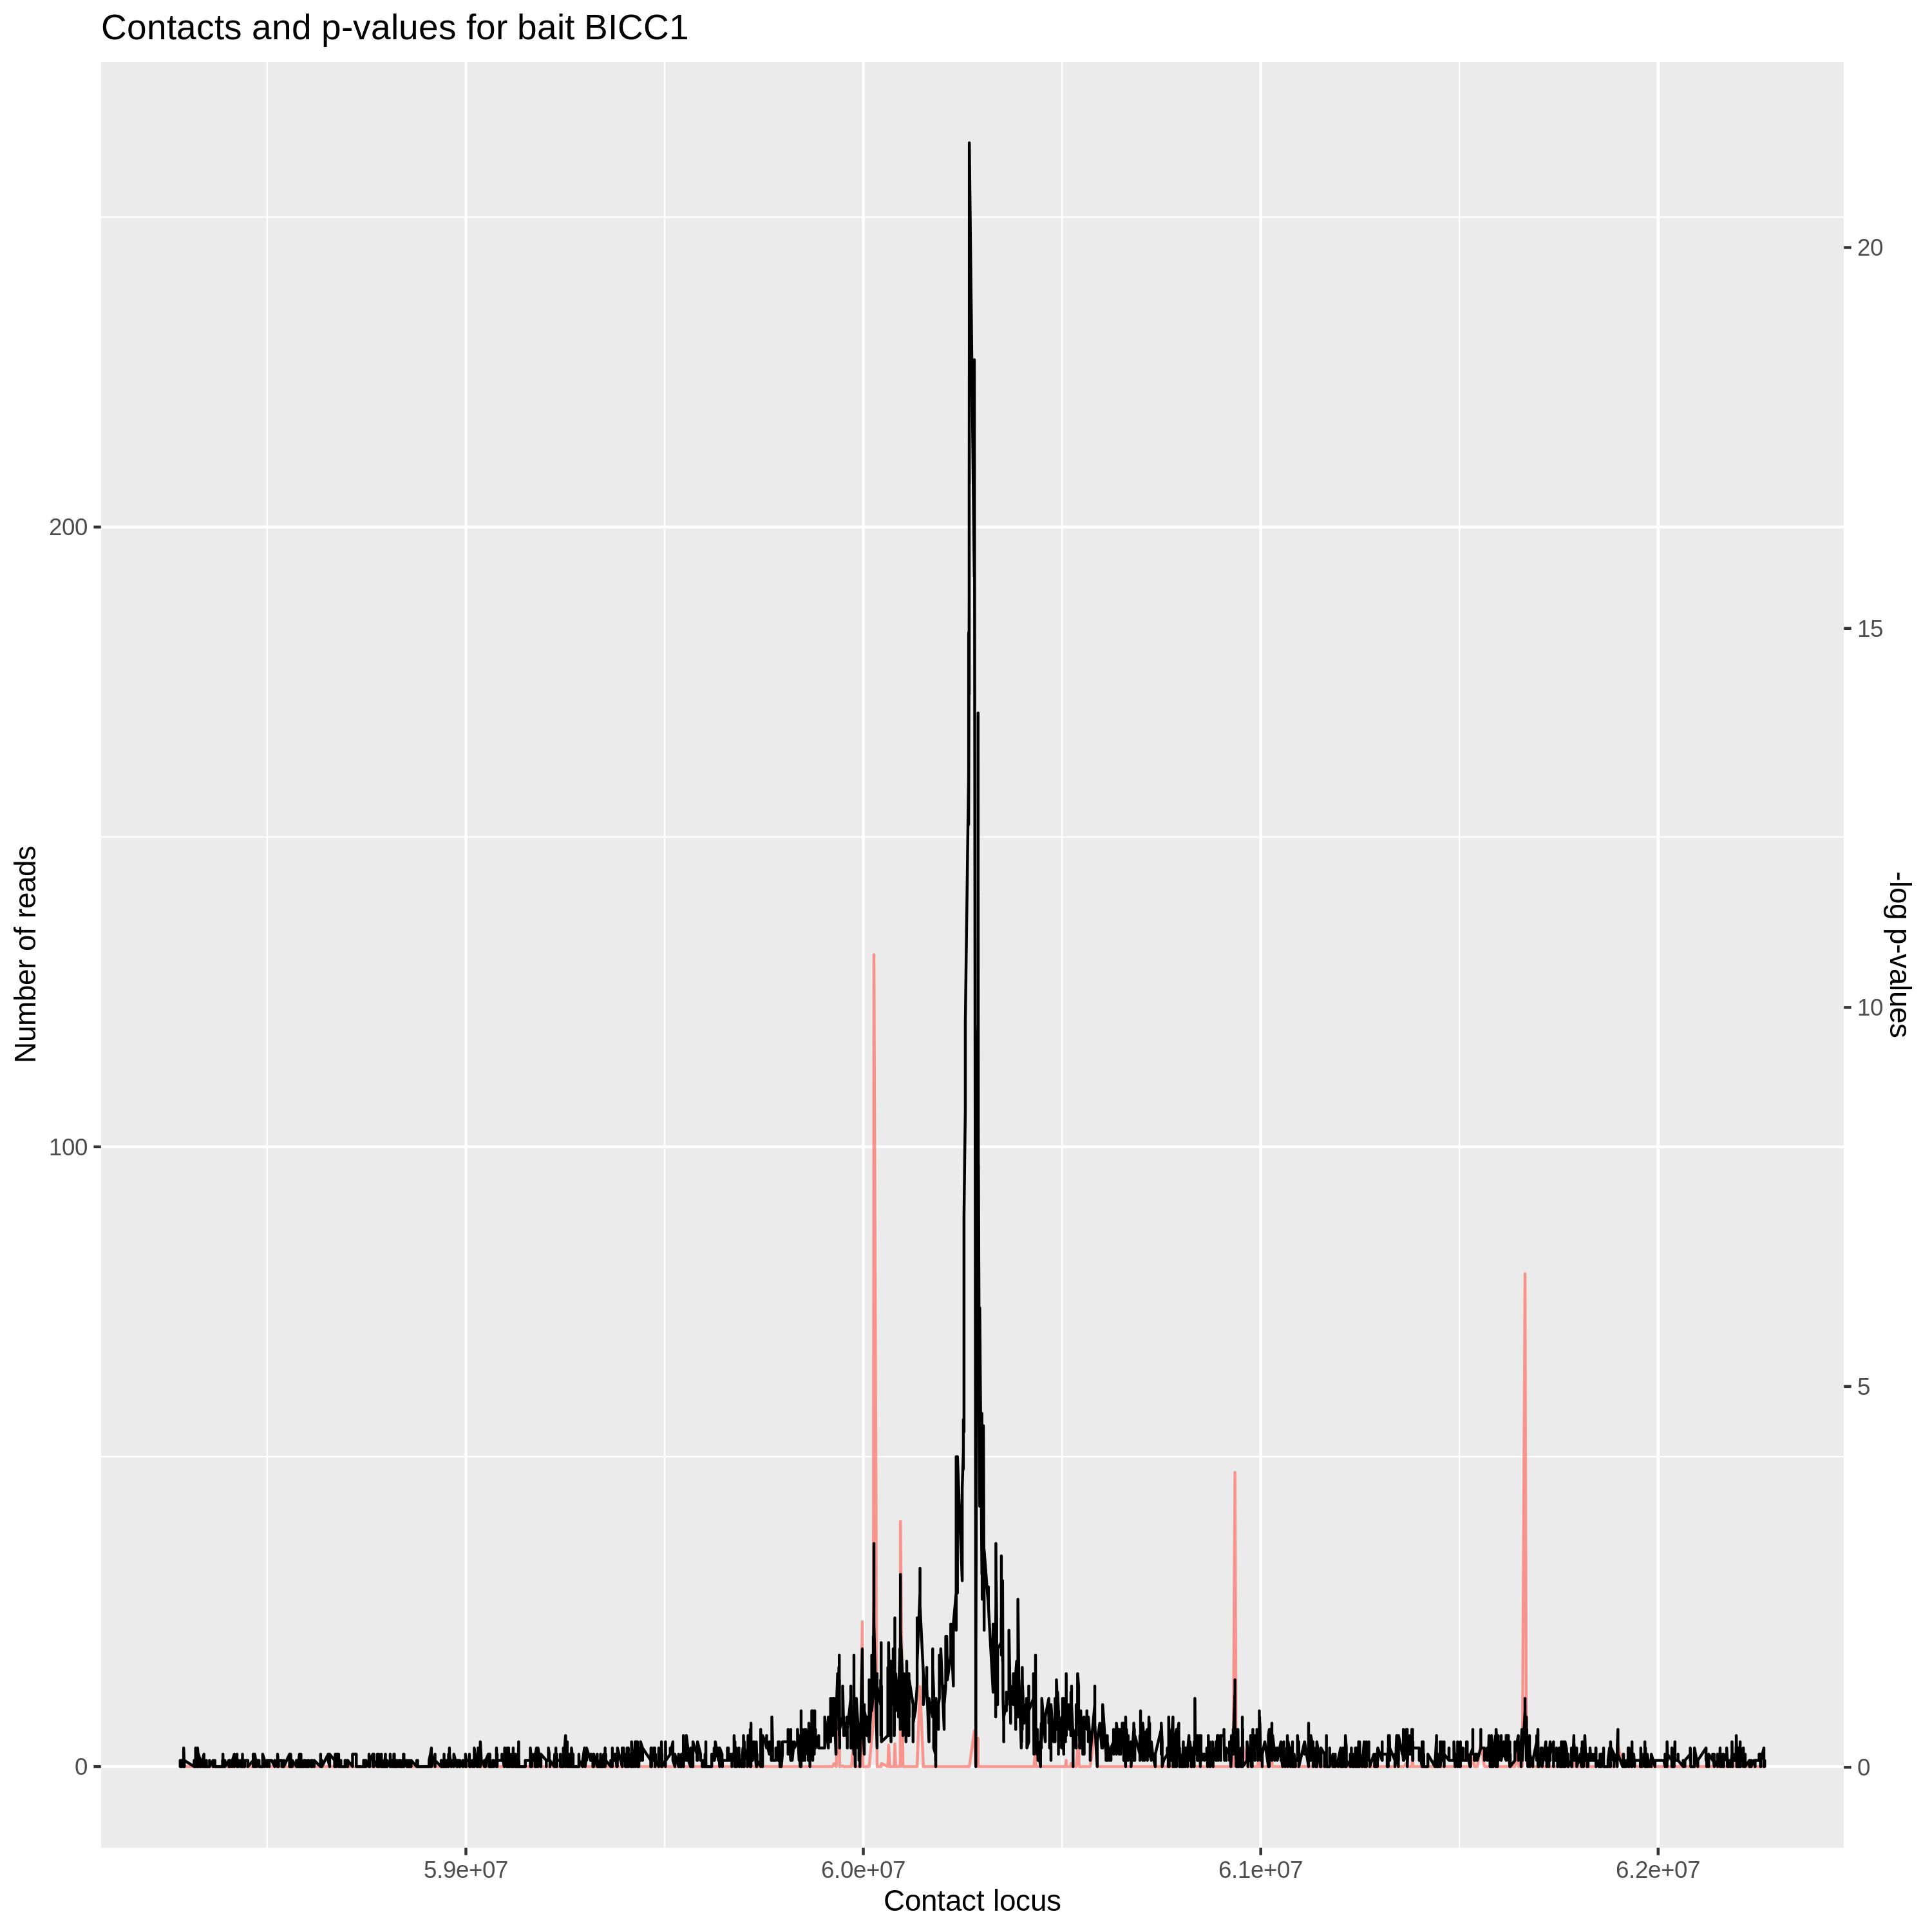 Contacts and p-values for bait BICC1
Number of reads
200
100
0
20
15
10
5
0
-log p-values
5.9e+07
6.0e+07
6.1e+07
6.2e+07
Contact locus